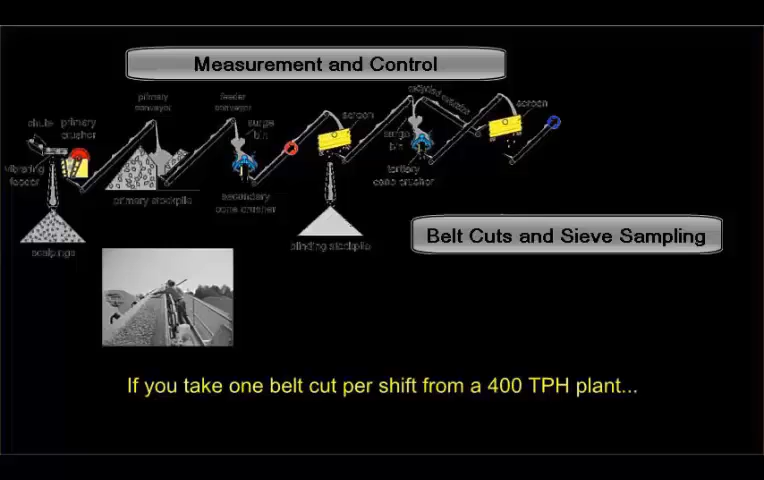 Measurement and Control
primary
conveyor
feeder
conveyor
screen
recycled
screen
chute
primary
crusher
surge
bin
surge
bin
vibrating
feeder
tertiary
cone crusher
primary stockpile
secondary
cone crusher
blinding stockpile
scalpings
Belt Cuts and Sieve Sampling
If you take one belt cut per shift from a 400 TPH plant...